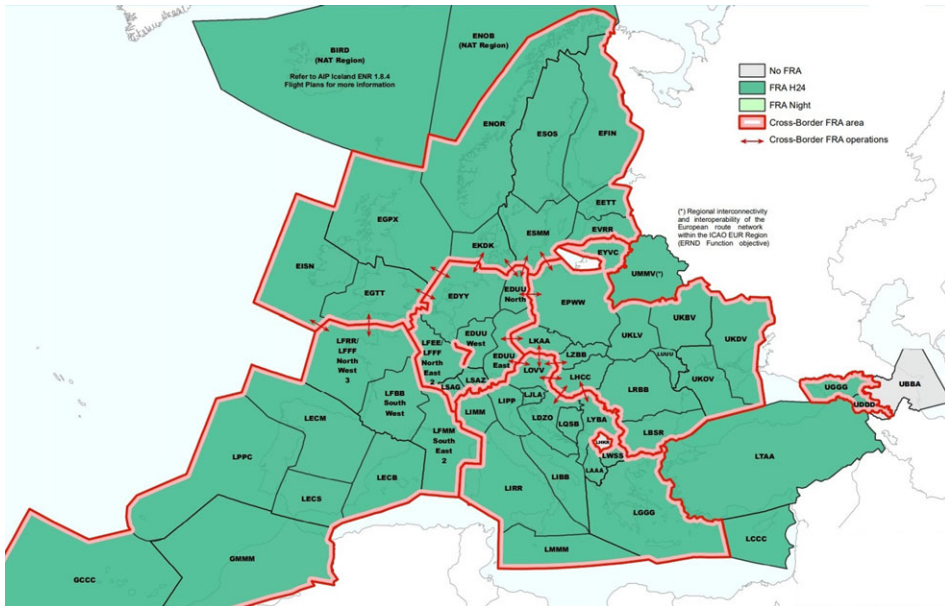 BIRD
(NAT Region)
Refer to AIP Iceland ENR 1.8.4
Flight Plans for more information
ENOB
(NAT Region)
No FRA
FRA H24
FRA Night
Cross-Border FRA area
Cross-Border FRA operations
ENOR
ESOS
EFIN
EETT
(*) Regional interconnectivity
and interoperability of the
European route network
within the ICAO EUR Region
(ERND Function objective)
EGPX
EKDK
ESMM
EVRR
EYVC
EISN
UMMV(*)
EGTT
EDYY
EDUU
North
EPWW
UKBV
UKLV
UKDV
LFRR/
LFFF
North
West
3
LFEE/
LFFF
North
East
2
EDUU
West
EDUU
East
LKAA
LZBB
LOVV
LHCC
LUUU
UKOV
LSAG
LSAZ
LFBB
South
West
LRBB
UGGG
UBBA
UDDD
LECM
LIMM
LIPP
LJLA
LDZO
LQSB
LYBA
LBSR
LFMM
South
East
2
LWSS
LAAA
LPPC
LECB
LECS
LIRR
LIBB
LGGG
LTAA
LMMM
LCCC
GMMM
GCCC